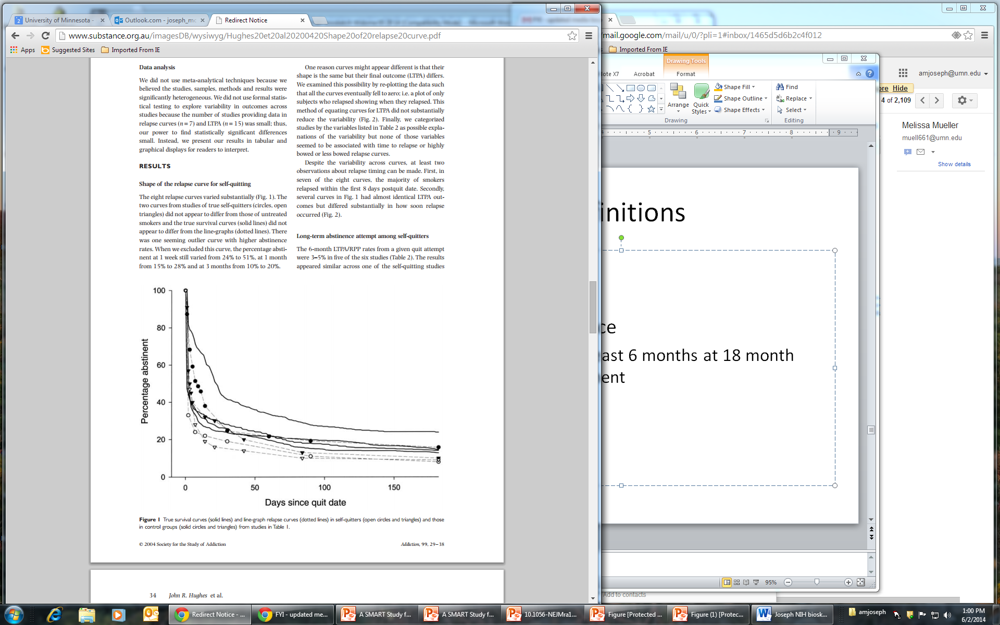 University of Minnesota -
Outlook.com - joseph_mc
Redirect Notice
www.substance.org.au/imagesDB/wysiwyg/Hughes20et20al20200420Shape20of20relapse20curve.pdf
Apps
Suggested Sites
Imported From IE
Data analysis
We did not use meta-analytical techniques because we
believed the studies, samples, methods and results were
significantly heterogeneous. We did not use formal statis-
tical testing to explore variability in outcomes across
studies because the number of studies providing data in
relapse curves (n = 7) and LTPA (n = 15) was small; thus,
our power to find statistically significant differences
small. Instead, we present our results in tabular and
graphical displays for readers to interpret.
RESULTS
Shape of the relapse curve for self-quitting
The eight relapse curves varied substantially (Fig. 1). The
two curves from studies of true self-quitters (circles, open
triangles) did not appear to differ from those of untreated
smokers and the true survival curves (solid lines) did not
appear to differ from the line-graphs (dotted lines). There
was one seeming outlier curve with higher abstinence
rates. When we excluded this curve, the percentage absti-
nent at 1 week still varied from 24% to 51%, at 1 month
from 15% to 28% and at 3 months from 10% to 20%.
One reason curves might appear different is that their
shape is the same but their final outcome (LTPA) differs.
We examined this possibility by re-plotting the data such
that all the curves eventually fell to zero; i.e. a plot of only
subjects who relapsed showing when they relapsed. This
method of equating curves for LTPA did not substantially
reduce the variability (Fig. 2). Finally, we categorized
studies by the variables listed in Table 2 as possible expla-
nations of the variability but none of those variables
seemed to be associated with time to relapse or highly
bowed or less bowed relapse curves.
Despite the variability across curves, at least two
observations about relapse timing can be made. First, in
seven of the eight curves, the majority of smokers
relapsed within the first 8 days postquit date. Secondly,
several curves in Fig. 1 had almost identical LTPA out-
comes but differed substantially in how soon relapse
occurred (Fig. 2).
Long-term abstinence attempt among self-quitters
The 6-month LTPA/RPP rates from a given quit attempt
were 3–5% in five of the six studies (Table 2). The results
appeared similar across one of the self-quitting studies
100
80
60
40
20
0
Percentage abstinent
0
50
100
150
Days since quit date
Figure 1 True survival curves (solid lines) and line-graph relapse curves (dotted lines) in self-quitters (open circles and triangles) and those
in control groups (solid circles and triangles) from studies in Table 1.
© 2004 Society for the Study of Addiction
Addiction, 99, 29–38
34 John R. Hughes et al.
/mail.google.com/mail/u/0/?pli=1#inbox/1465d5d6b2c4f012
Imported From IE
Drawing Tools
ote X7
Acrobat
Format
Arrange
Quick
Styles
Shape Fill
Shape Outline
Shape Effects
Drawing
Find
Replace
Select
Editing
5
6
7
8
9
initions
ce
ast 6 months at 18 month
ent
95%
Add to contacts
amjoseph@umn.edu
ore Hide
4 of 2,109
Melissa Mueller
muell661@umn.edu
Show details
Redirect Notice - ...
FYI - updated me...
A SMART Study f...
A SMART Study f...
10.1056-NEJMra1...
Figure [Protected ...
Figure (1) [Protec...
Joseph NIH biosk...
amjoseph
1:00 PM
6/2/2014